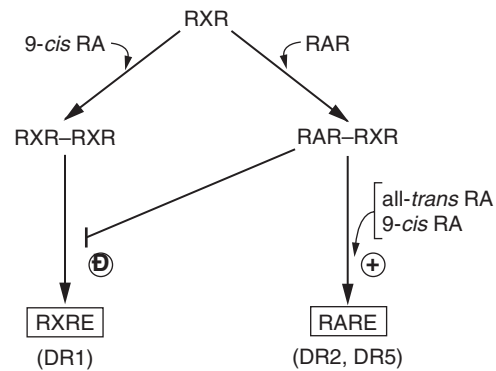 RXR
9-cis RA
RAR
RXR–RXR
RAR–RXR
all-trans RA
9-cis RA
Đ
+
RXRE
RARE
(DR1)
(DR2, DR5)